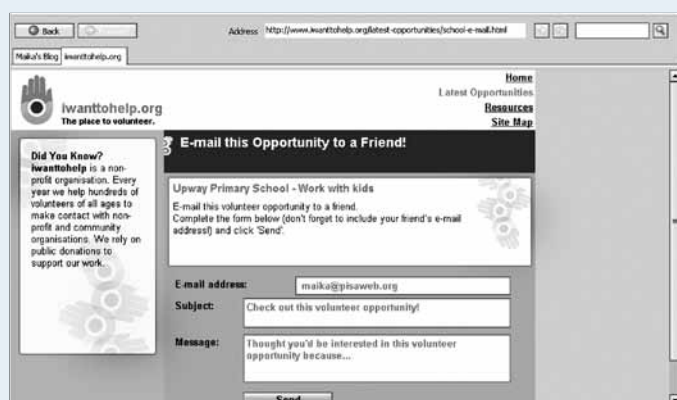 Back
Address http://www.iwanttohelp.org/latest-opportunities/school-e-mail.html
Maika's Blog iwanttohelp.org
Home
Latest Opportunities
Resources
Site Map
iwanttohelp.org
The place to volunteer.
E-mail this Opportunity to a Friend!
Did You Know?
iwanttohelp is a non-
profit organisation. Every
year we help hundreds of
volunteers of all ages to
make contact with non-
profit and community
organisations. We rely on
public donations to
support our work.
Upway Primary School - Work with kids
E-mail this volunteer opportunity to a friend.
Complete the form below (don't forget to include your friend's e-mail
address!) and click 'Send'.
E-mail address: maika@pisaweb.org
Subject: Check out this volunteer opportunity!
Message: Thought you'd be interested in this volunteer
opportunity because...
Send